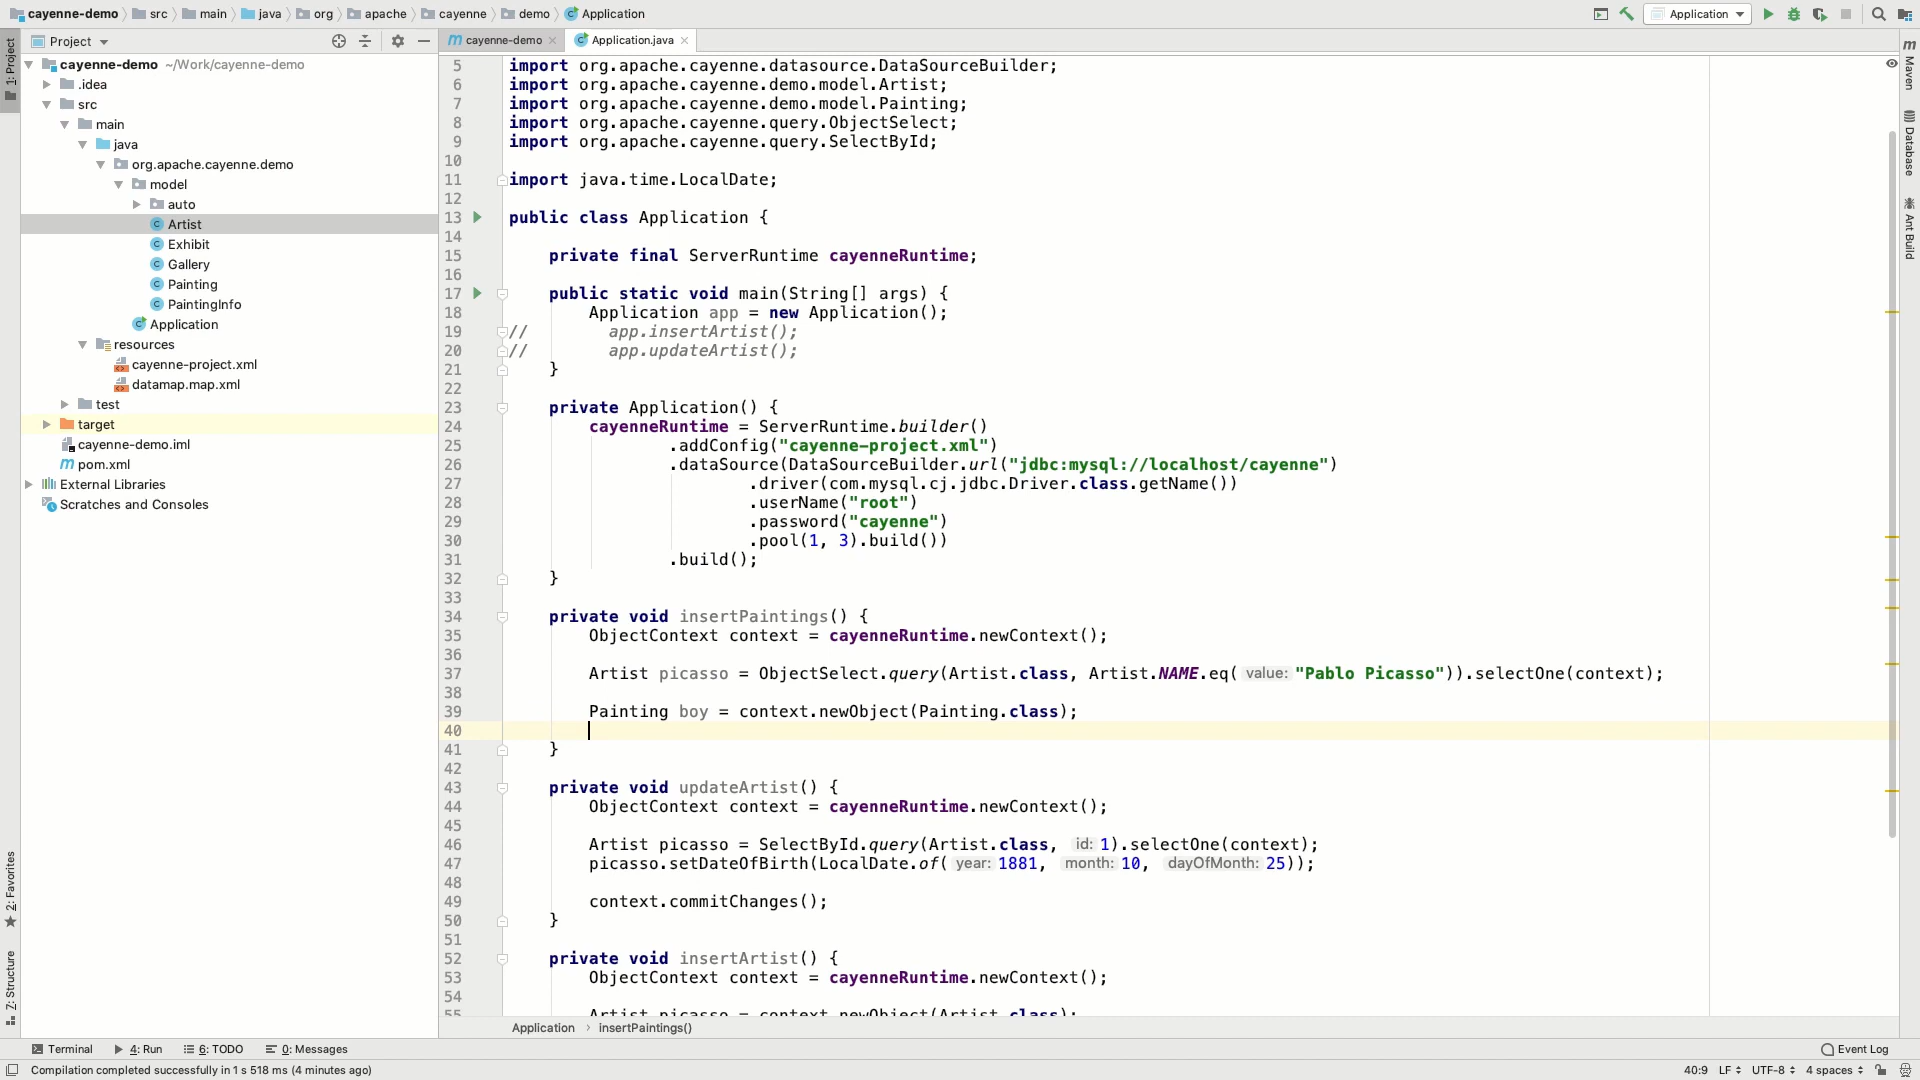 cayenne-demo src main java org apache cayenne demo Application
Application
1: Project
Project
cayenne-demo
Application.java
cayenne-demo ~/Work/cayenne-demo
.idea
src
main
java
org.apache.cayenne.demo
model
auto
Artist
Exhibit
Gallery
Painting
PaintingInfo
Application
resources
cayenne-project.xml
datamap.map.xml
test
target
cayenne-demo.iml
pom.xml
External Libraries
Scratches and Consoles
5 import org.apache.cayenne.datasource.DataSourceBuilder;
6 import org.apache.cayenne.demo.model.Artist;
7 import org.apache.cayenne.demo.model.Painting;
8 import org.apache.cayenne.query.ObjectSelect;
9 import org.apache.cayenne.query.SelectById;
10
11 import java.time.LocalDate;
12
13 public class Application {
14
15 private final ServerRuntime cayenneRuntime;
16
17 public static void main(String[] args) {
18 Application app = new Application();
19 // app.insertArtist();
20 // app.updateArtist();
21 }
22
23 private Application() {
24 cayenneRuntime = ServerRuntime.builder()
25 .addConfig("cayenne-project.xml")
26 .dataSource(DataSourceBuilder.url("jdbc:mysql://localhost/cayenne")
27 .driver(com.mysql.cj.jdbc.Driver.class.getName())
28 .userName("root")
29 .password("cayenne")
30 .pool(1, 3).build())
31 .build();
32 }
33
34 private void insertPaintings() {
35 ObjectContext context = cayenneRuntime.newContext();
36
37 Artist picasso = ObjectSelect.query(Artist.class, Artist.NAME.eq( value: "Pablo Picasso")).selectOne(context);
38
39 Painting boy = context.newObject(Painting.class);
40
41 }
42
43 private void updateArtist() {
44 ObjectContext context = cayenneRuntime.newContext();
45
46 Artist picasso = SelectById.query(Artist.class, id: 1).selectOne(context);
47 picasso.setDateOfBirth(LocalDate.of( year: 1881, month: 10, dayOfMonth: 25));
48
49 context.commitChanges();
50 }
51
52 private void insertArtist() {
53 ObjectContext context = cayenneRuntime.newContext();
54
55 Artist picasso = context.newObject(Artist.class);
Application insertPaintings()
Maven
Database
Ant Build
2: Favorites
7: Structure
Terminal 4: Run 6: TODO 0: Messages Event Log
Compilation completed successfully in 1 s 518 ms (4 minutes ago) 40:9 LF UTF-8 4 spaces